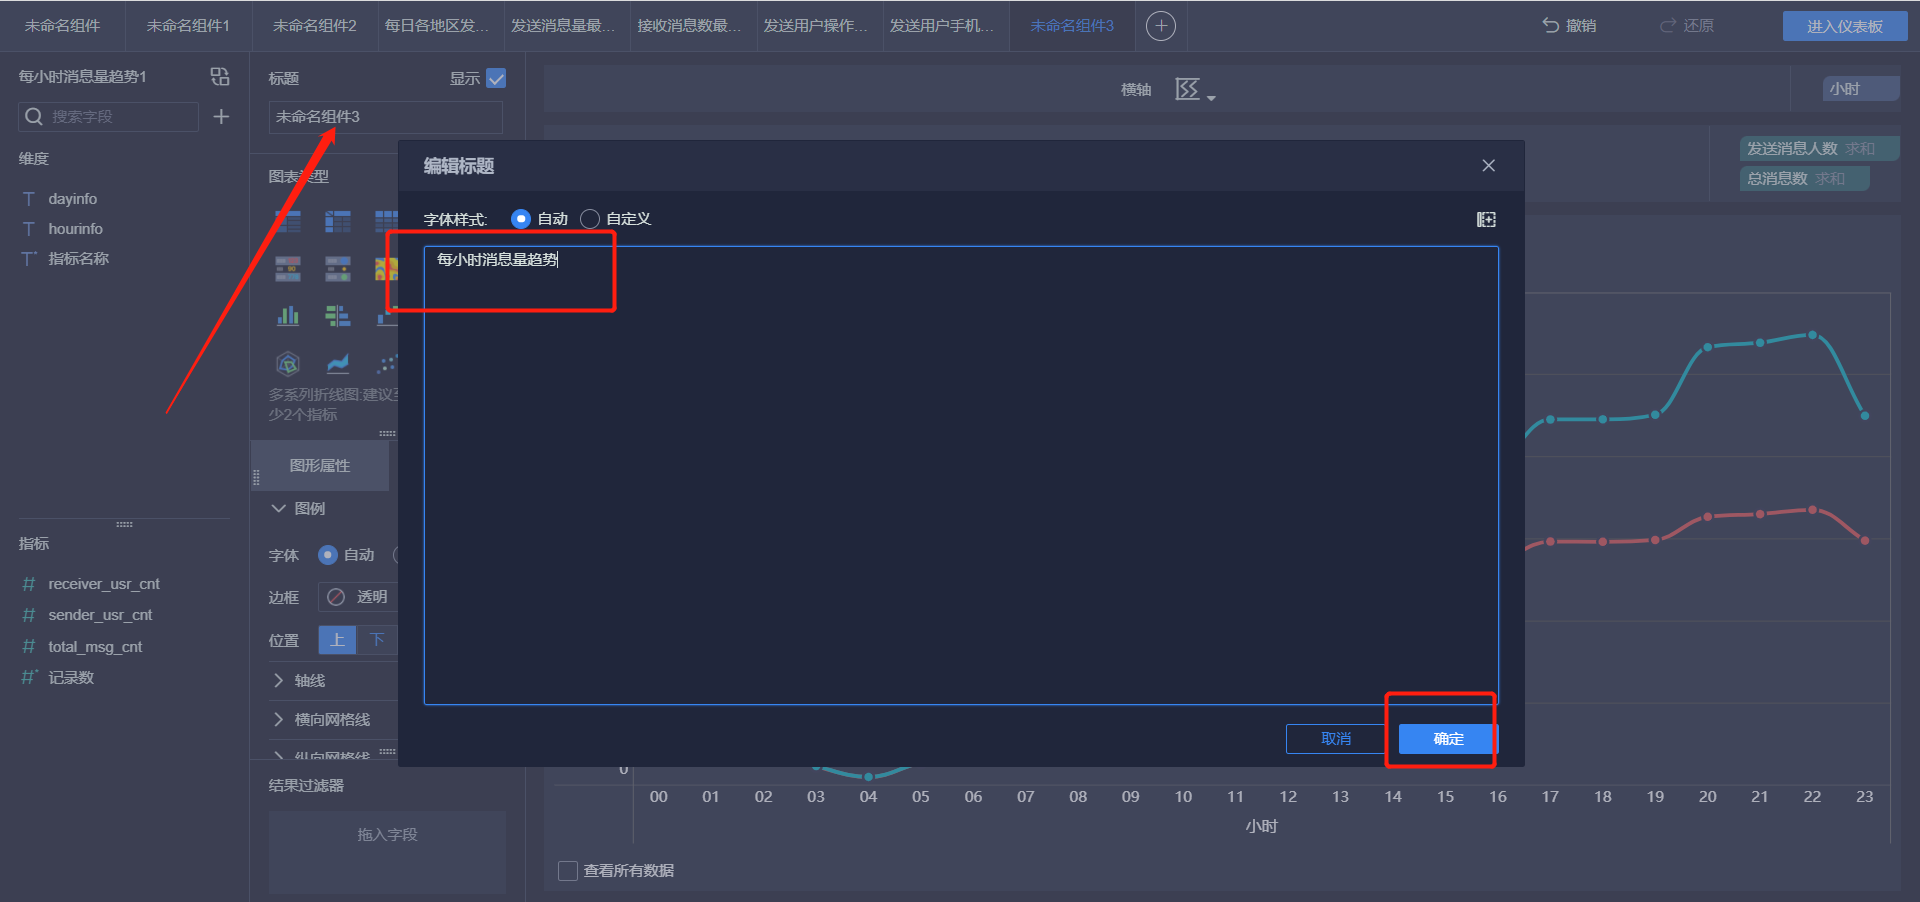 未命名组件
未命名组件1
未命名组件2
每日各地区发...
发送消息量最...
接收消息数最...
发送用户操作...
发送用户手机...
未命名组件3
撤销
还原
进入仪表板
每小时消息量趋势1
搜索字段
维度
dayinfo
hourinfo
指标名称
指标
receiver_usr_cnt
sender_usr_cnt
total_msg_cnt
记录数
标题
显示
未命名组件3
图表类型
多系列折线图:建议至
少2个指标
图形属性
图例
字体
自动
边框
透明
位置
上
下
轴线
横向网格线
纵向网格线
结果过滤器
拖入字段
横轴
小时
发送消息人数 求和
总消息数 求和
编辑标题
字体样式:
自动
自定义
每小时消息量趋势
取消
确定
0
00 01 02 03 04 05 06 07 08 09 10 11 12 13 14 15 16 17 18 19 20 21 22 23
小时
查看所有数据